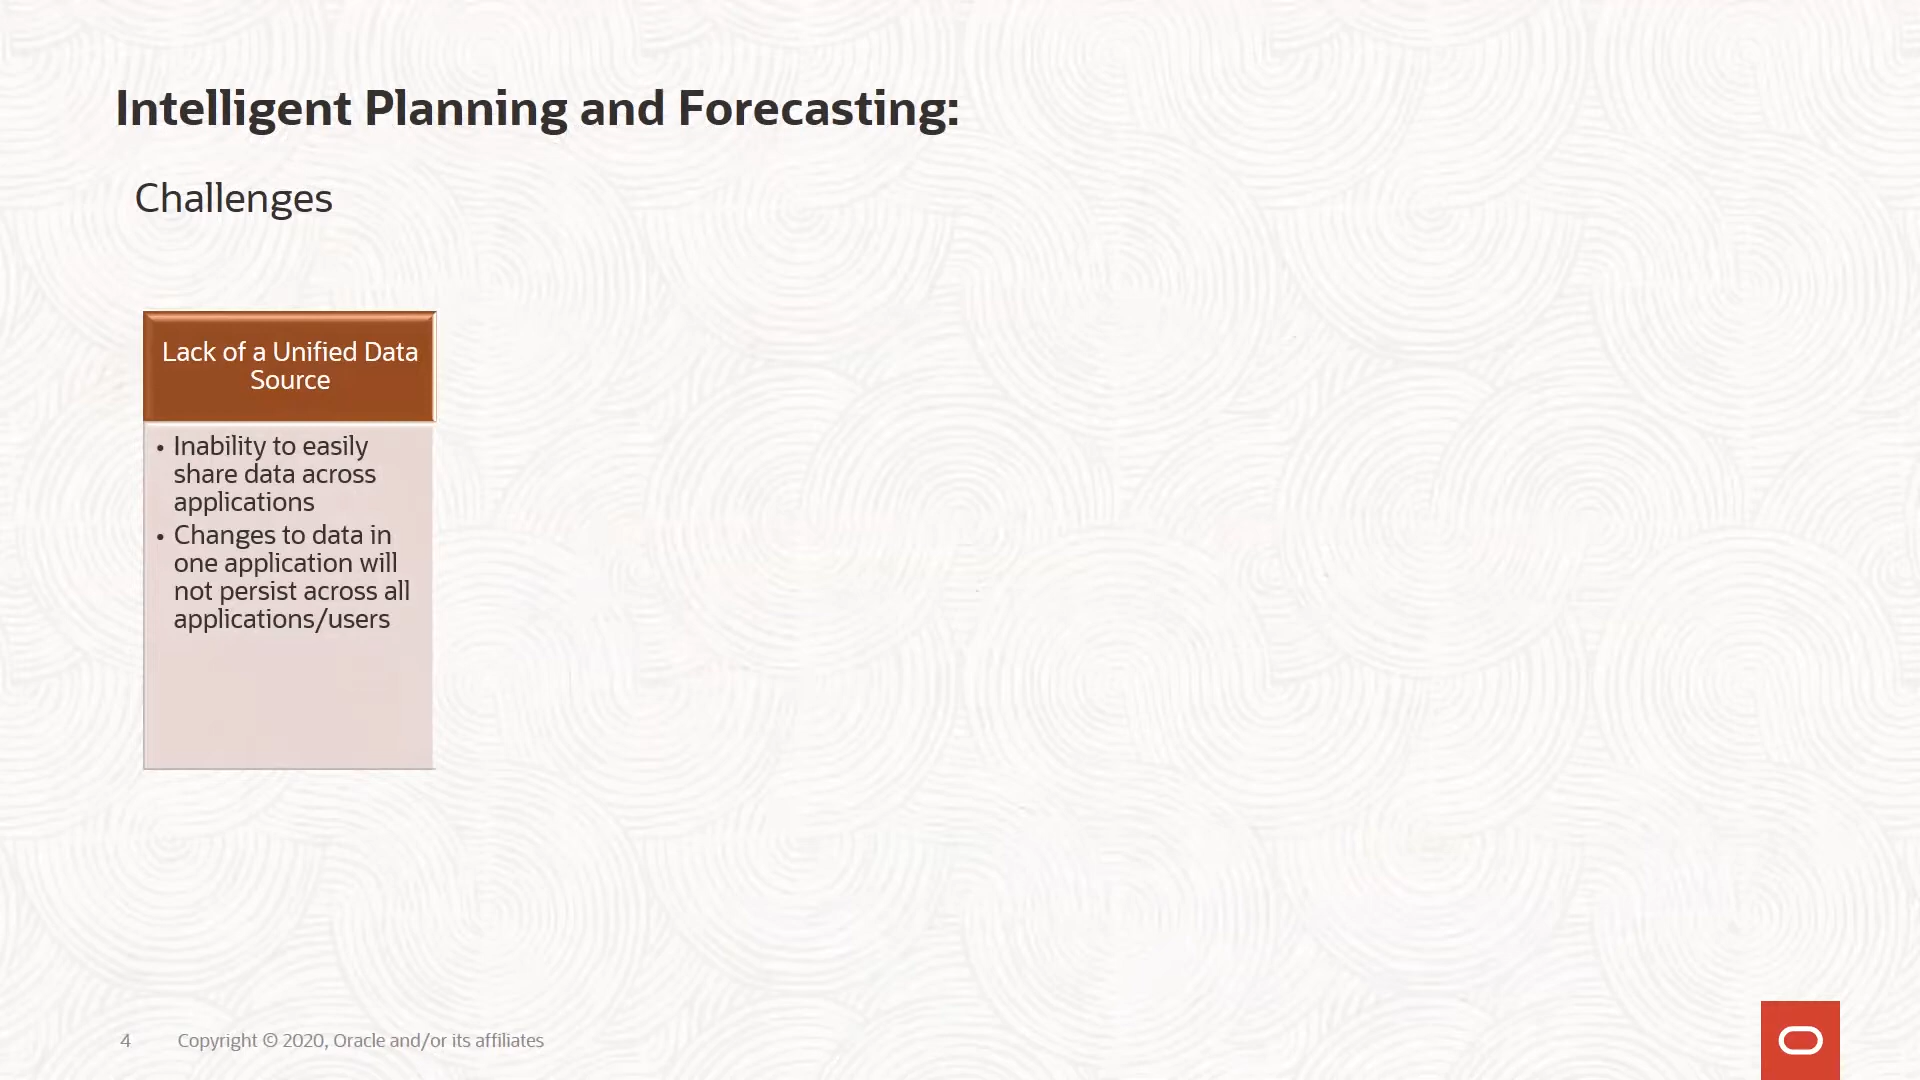 Intelligent Planning and Forecasting:
Challenges
Lack of a Unified Data
Source
• Inability to easily
share data across
applications
• Changes to data in
one application will
not persist across all
applications/users
4 Copyright © 2020, Oracle and/or its affiliates